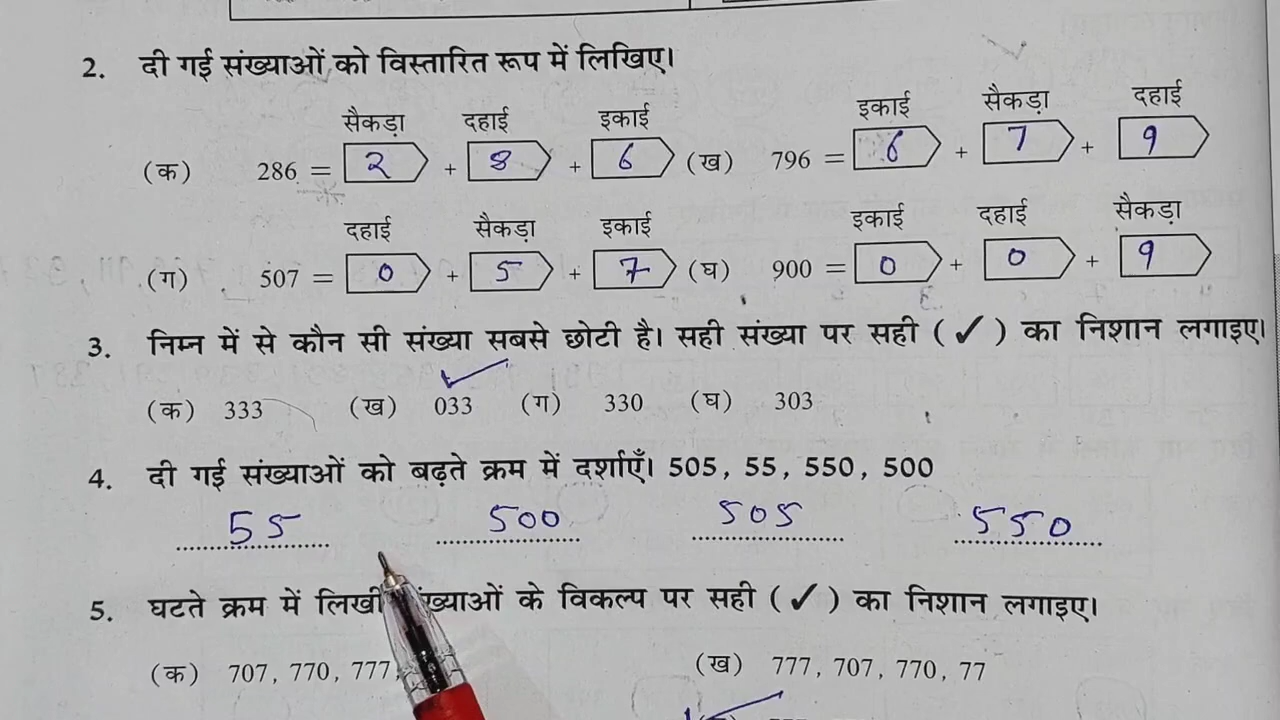 2. दी गई संख्याओं को विस्तारित रूप में लिखिए।
सैकड़ा दहाई इकाई इकाई सैकड़ा दहाई
(क) 286 = 2 + 8 + 6 (ख) 796 = 6 + 7 + 9
दहाई सैकड़ा इकाई इकाई दहाई सैकड़ा
(ग) 507 = 0 + 5 + 7 (घ) 900 = 0 + 0 + 9
3. निम्न में से कौन सी संख्या सबसे छोटी है। सही संख्या पर सही (✓) का निशान लगाइए।
(क) 333 (ख) 033 (ग) 330 (घ) 303
4. दी गई संख्याओं को बढ़ते क्रम में दर्शाएँ। 505, 55, 550, 500
55 500 505 550
5. घटते क्रम में के विकल्प पर सही (✓) का निशान लगाइए।
(क) 707, 770, 777, (ख) 777, 707, 770, 77